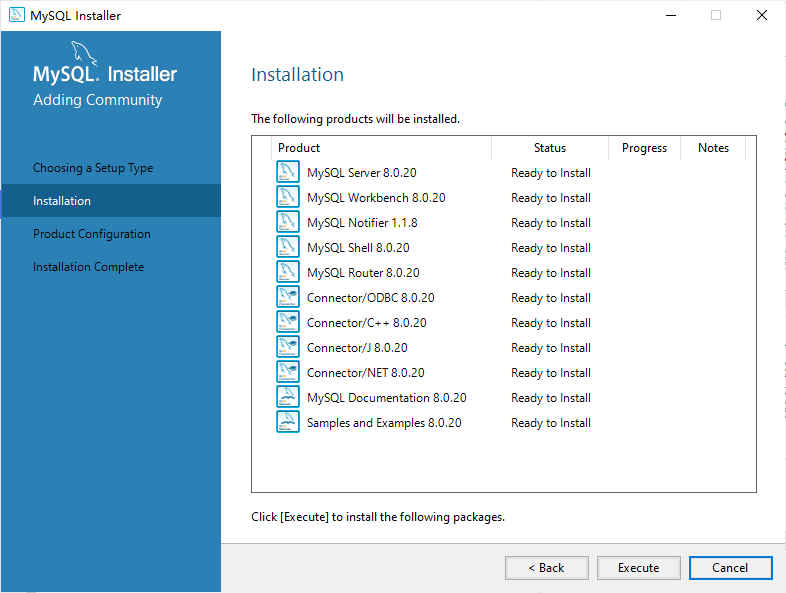 MySQL Installer
MySQL. Installer
Adding Community
Choosing a Setup Type
Installation
Product Configuration
Installation Complete
Installation
The following products will be installed.
Product Status Progress Notes
MySQL Server 8.0.20 Ready to Install
MySQL Workbench 8.0.20 Ready to Install
MySQL Notifier 1.1.8 Ready to Install
MySQL Shell 8.0.20 Ready to Install
MySQL Router 8.0.20 Ready to Install
Connector/ODBC 8.0.20 Ready to Install
Connector/C++ 8.0.20 Ready to Install
Connector/J 8.0.20 Ready to Install
Connector/NET 8.0.20 Ready to Install
MySQL Documentation 8.0.20 Ready to Install
Samples and Examples 8.0.20 Ready to Install
Click [Execute] to install the following packages.
< Back Execute Cancel